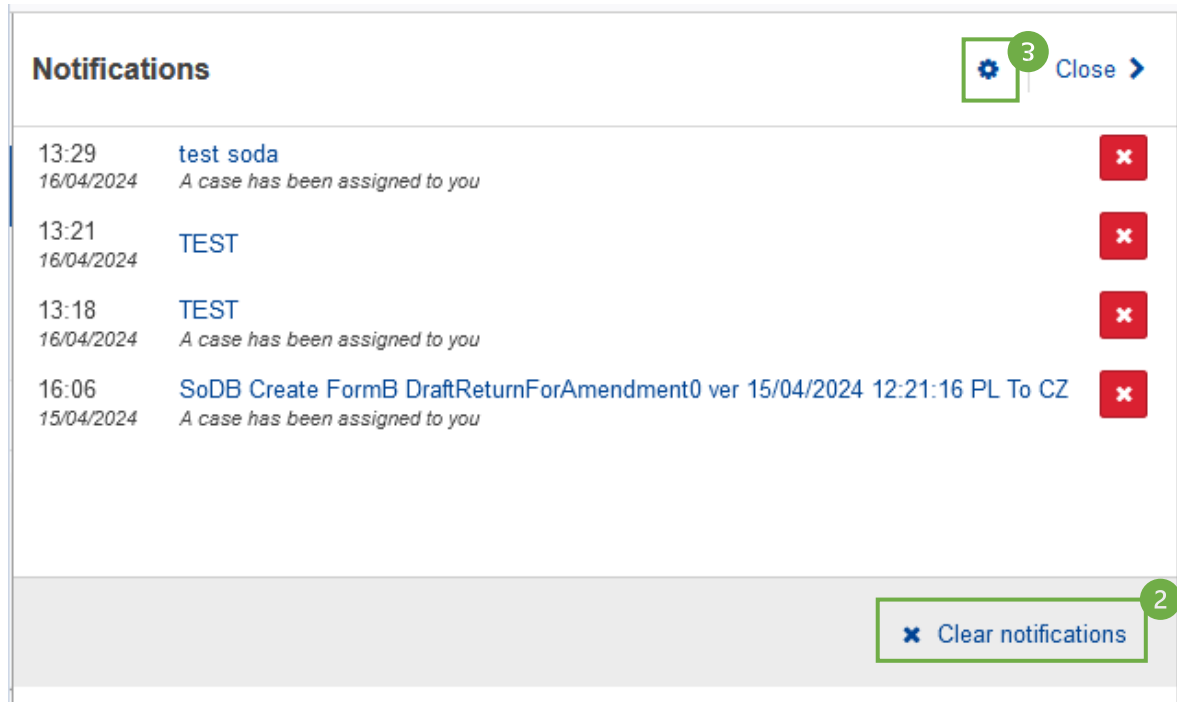 Notifications
3
Close
13:29
test soda
16/04/2024
A case has been assigned to you
13:21
16/04/2024
TEST
13:18
TEST
16/04/2024
A case has been assigned to you
16:06
SoDB Create FormB DraftReturnForAmendment0 ver 15/04/2024 12:21:16 PL To CZ
15/04/2024
A case has been assigned to you
2
Clear notifications